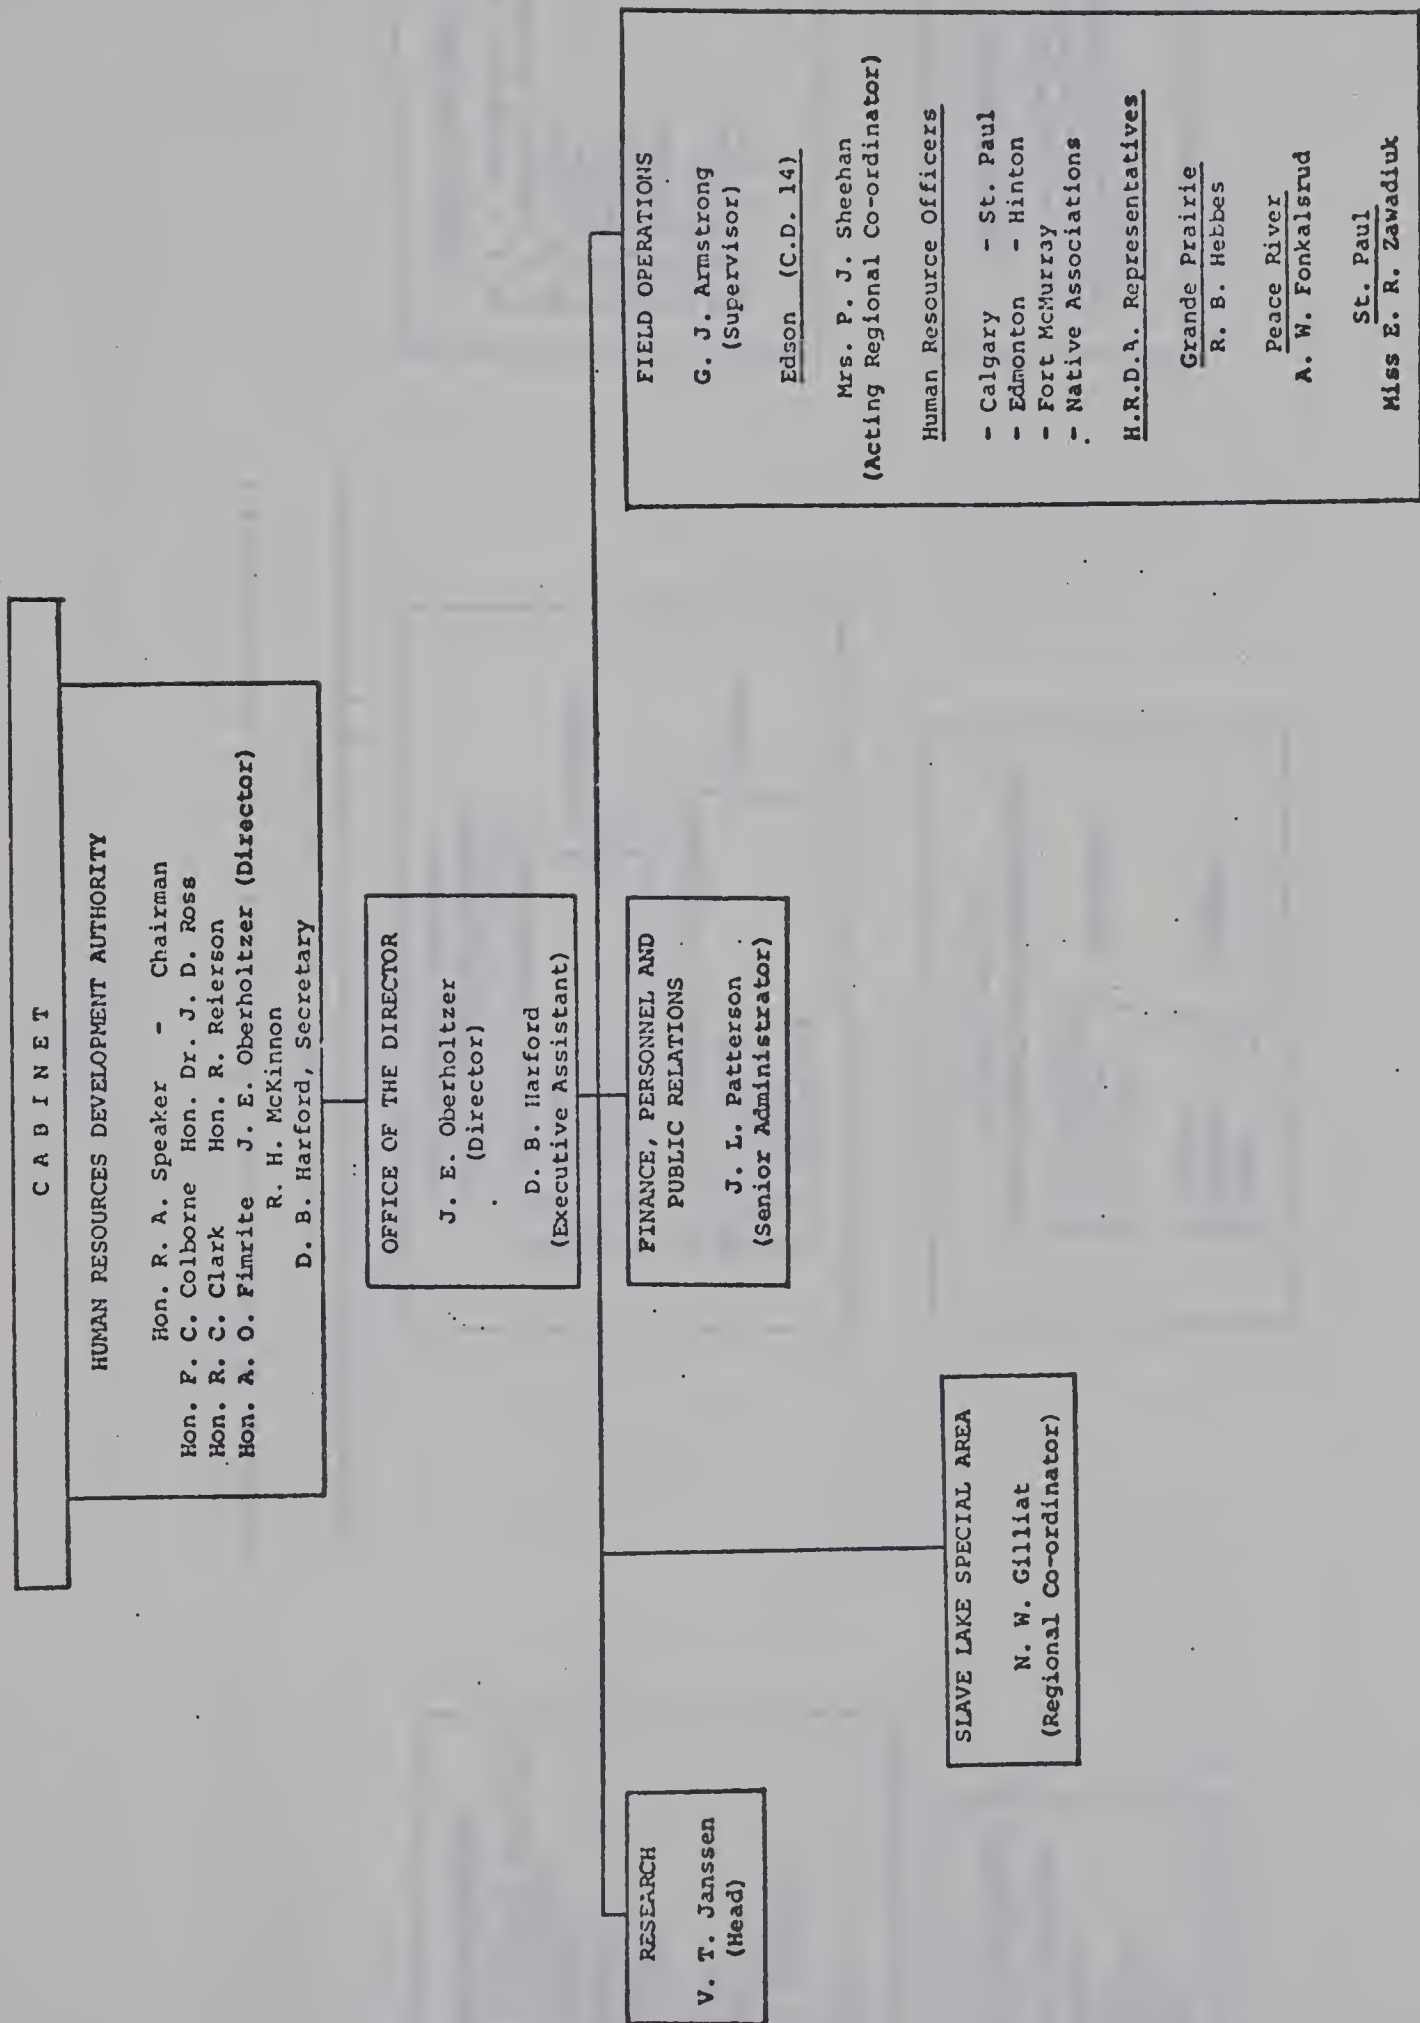 C A B I N E T
HUMAN RESOURCES DEVELOPMENT AUTHORITY
Hon. R. A. Speaker - Chairman
Hon. F. C. Colborne Hon. Dr. J. D. Ross
Hon. R. C. Clark Hon. R. Reierson
Hon. A. O. Fimrite J. E. Oberholtzer (Director)
R. H. McKinnon
D. B. Harford, Secretary
OFFICE OF THE DIRECTOR
J. E. Oberholtzer
(Director)
D. B. Harford
(Executive Assistant)
RESEARCH
V. T. Janssen
(Head)
SLAVE LAKE SPECIAL AREA
N. W. Gilliat
(Regional Co-ordinator)
FINANCE, PERSONNEL AND
PUBLIC RELATIONS
J. L. Patterson
(Senior Administrator)
FIELD OPERATIONS
G. J. Armstrong
(Supervisor)
Edson (C.D. 14)
Mrs. P. J. Sheehan
(Acting Regional Co-ordinator)
Human Resource Officers
- Calgary - St. Paul
- Edmonton - Hinton
- Fort McMurray
- Native Associations
H.R.D.A. Representatives
Grande Prairie
R. B. Hebbes
Peace River
A. W. Fonkalsrud
St. Paul
Miss E. R. Zawadiuk